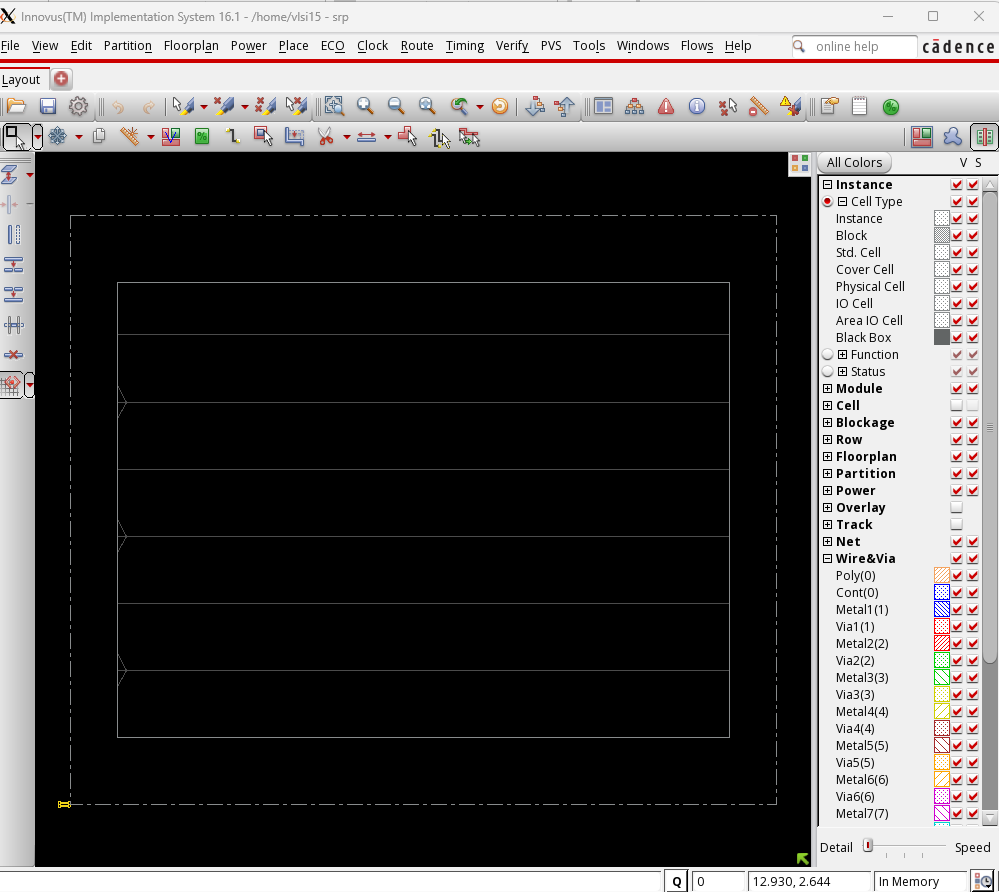 Innovus(TM) Implementation System 16.1 - /home/vlsi15 - srp
File View Edit Partition Floorplan Power Place ECO Clock Route Timing Verify PVS Tools Windows Flows Help
online help
cādence
Layout
All Colors V S
Instance
Cell Type
Instance
Block
Std. Cell
Cover Cell
Physical Cell
IO Cell
Area IO Cell
Black Box
Function
Status
Module
Cell
Blockage
Row
Floorplan
Partition
Power
Overlay
Track
Net
Wire&Via
Poly(0)
Cont(0)
Metal1(1)
Via1(1)
Metal2(2)
Via2(2)
Metal3(3)
Via3(3)
Metal4(4)
Via4(4)
Metal5(5)
Via5(5)
Metal6(6)
Via6(6)
Metal7(7)
Detail Speed
Q 0 12.930, 2.644 In Memory